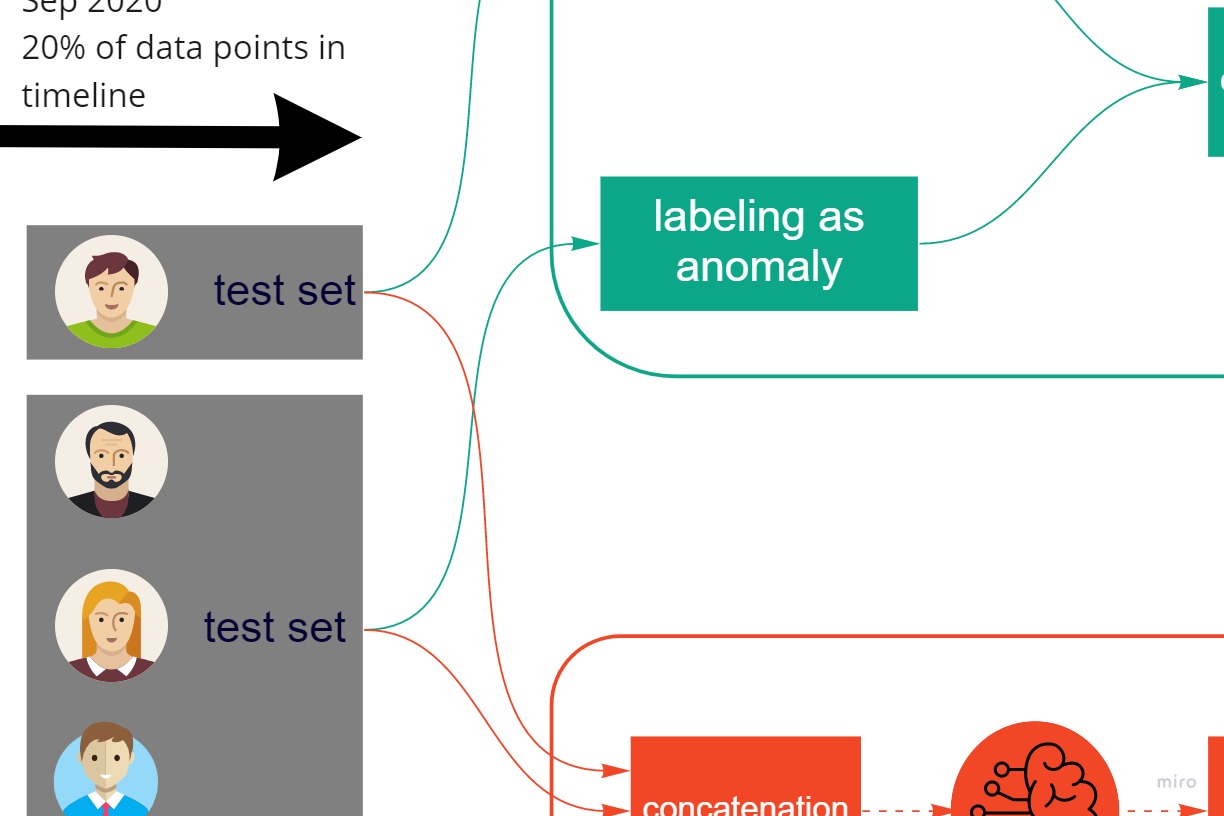 Sep 2020
20% of data points in
timeline
test set
labeling as
anomaly
test set
concatenation
miro